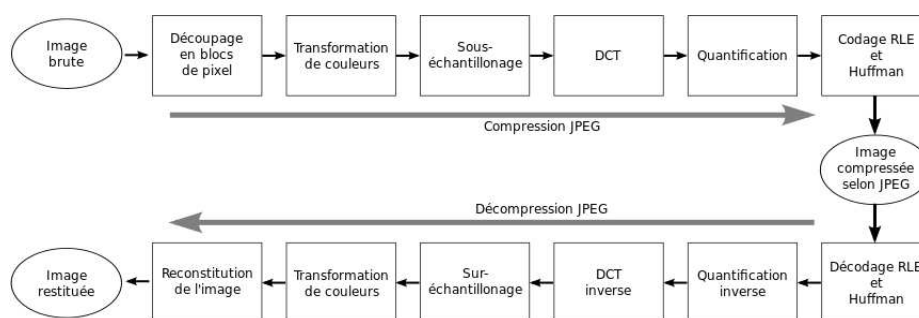 Image
brute
Découpage
en blocs
de pixel
Transformation
de couleurs
Sous-
échantillonage
DCT
Quantification
Codage RLE
et
Huffman
Compression JPEG
Image
compressée
selon JPEG
Décompression JPEG
Image
restituée
Reconstitution
de l'image
Transformation
de couleurs
Sur-
échantillonage
DCT
inverse
Quantification
inverse
Décodage RLE
et
Huffman